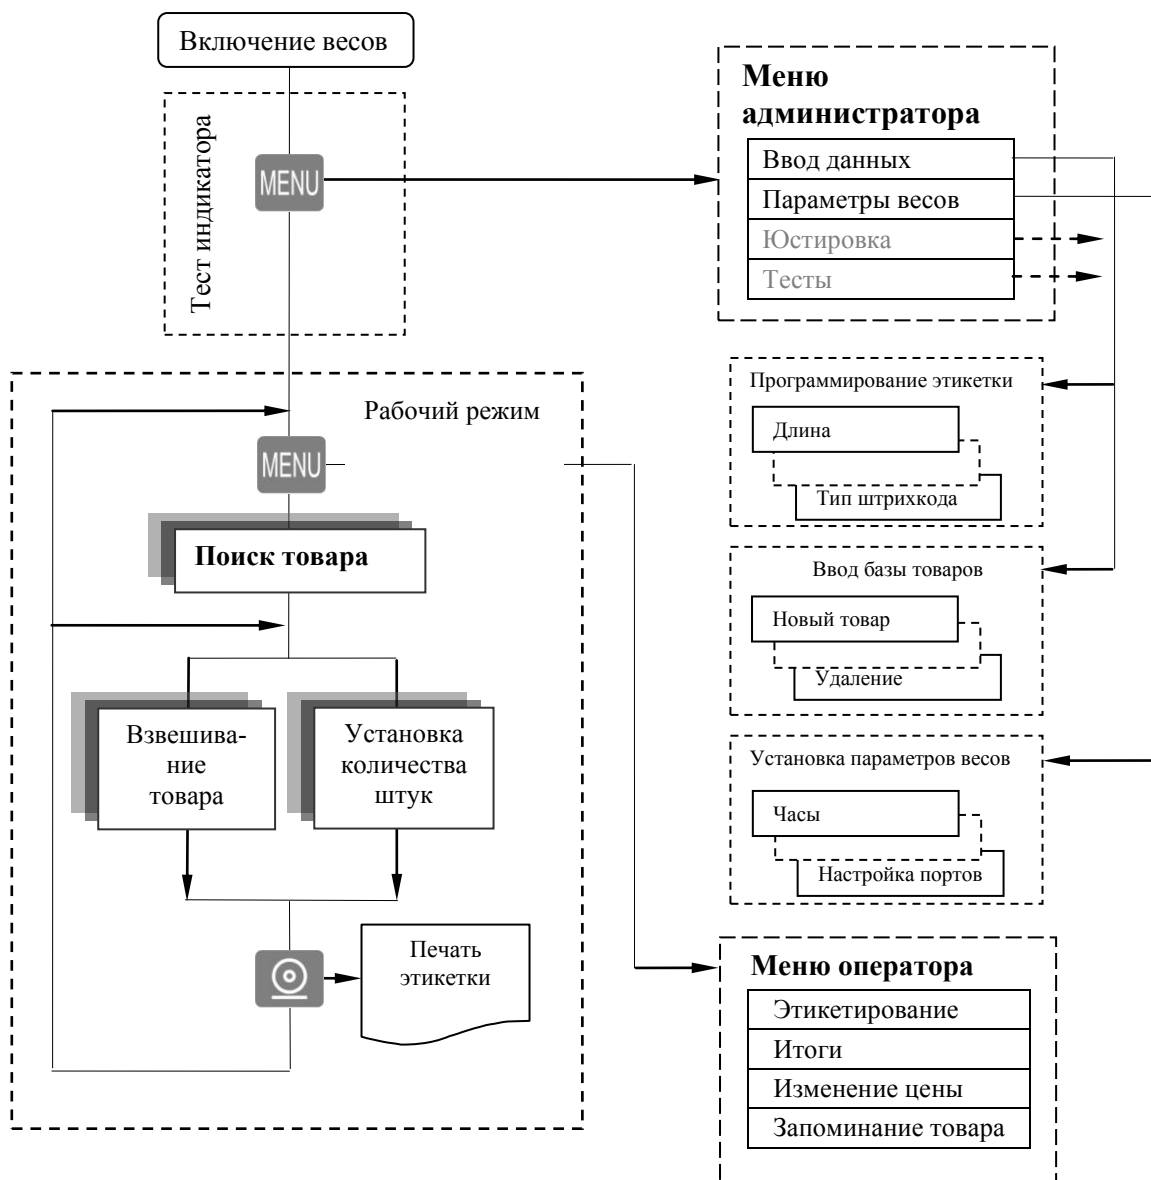 Включение весов
Тест индикатора
MENU
Меню
администратора
Ввод данных
Параметры весов
Юстировка
Тесты
Рабочий режим
MENU
Поиск товара
Взвешива-
ние
товара
Установка
количества
штук
Печать
этикетки
Программирование этикетки
Длина
Тип штрихкода
Ввод базы товаров
Новый товар
Удаление
Установка параметров весов
Часы
Настройка портов
Меню оператора
Этикетирование
Итоги
Изменение цены
Запоминание товара